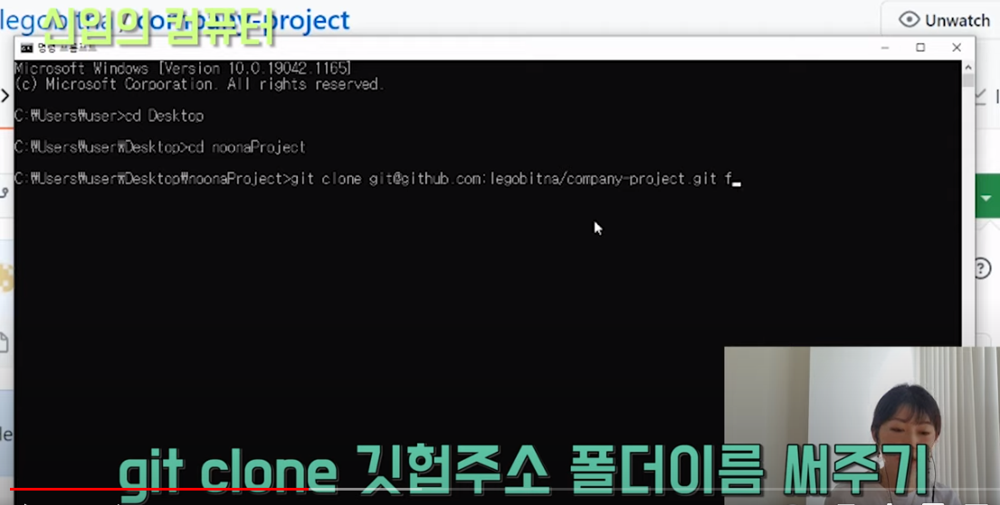 legobitna/company-project
신입의 컴퓨터
Unwatch
명령 프롬프트
Microsoft Windows [Version 10.0.19042.1165]
(c) Microsoft Corporation. All rights reserved.
C:₩Users₩user>cd Desktop
C:₩Users₩user₩Desktop>cd noonaProject
C:₩Users₩user₩Desktop₩noonaProject>git clone git@github.com:legobitna/company-project.git f_
git clone 깃헙주소 폴더이름 써주기